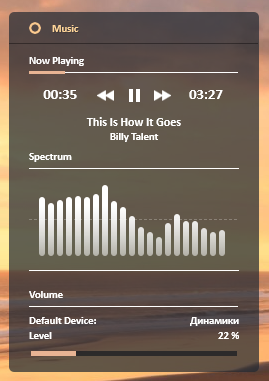 Music
Now Playing
00:35 03:27
This Is How It Goes
Billy Talent
Spectrum
Volume
Default Device: Динамики
Level 22 %